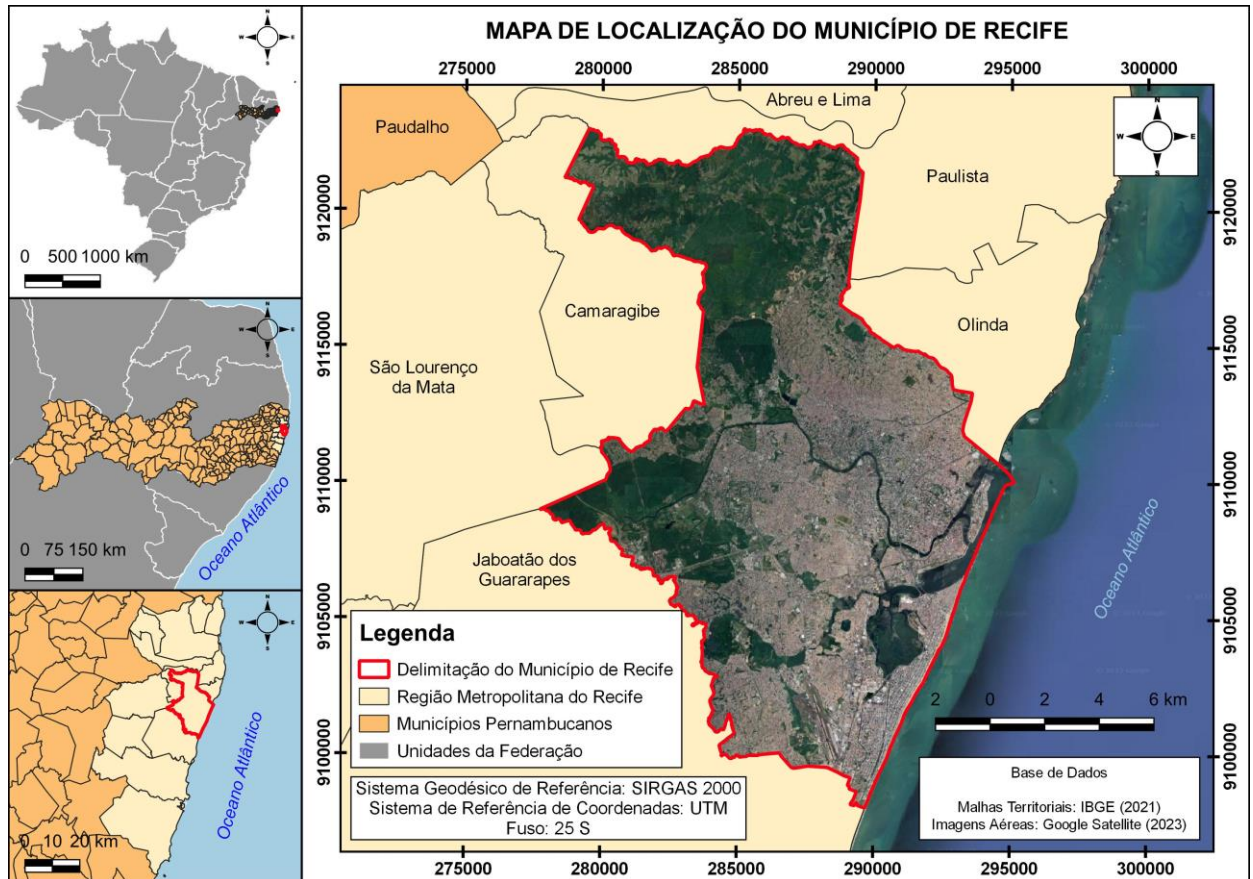 MAPA DE LOCALIZAÇÃO DO MUNICÍPIO DE RECIFE
N
W E
S
0 500 1000 km
N
W E
S
0 75 150 km
Oceano Atlântico
N
W E
S
0 10 20 km
Oceano Atlântico
275000 280000 285000 290000 295000 300000
9120000
9115000
9110000
9105000
9100000
Paudalho
Abreu e Lima
Paulista
Camaragibe
Olinda
São Lourenço
da Mata
Jaboatão dos
Guararapes
Oceano Atlântico
N
W E
S
9120000
9115000
9110000
9105000
9100000
Legenda
Delimitação do Município de Recife
Região Metropolitana do Recife
Municípios Pernambucanos
Unidades da Federação
Sistema Geodésico de Referência: SIRGAS 2000
Sistema de Referência de Coordenadas: UTM
Fuso: 25 S
2 0 2 4 6 km
Base de Dados
Malhas Territoriais: IBGE (2021)
Imagens Aéreas: Google Satellite (2023)
275000 280000 285000 290000 295000 300000